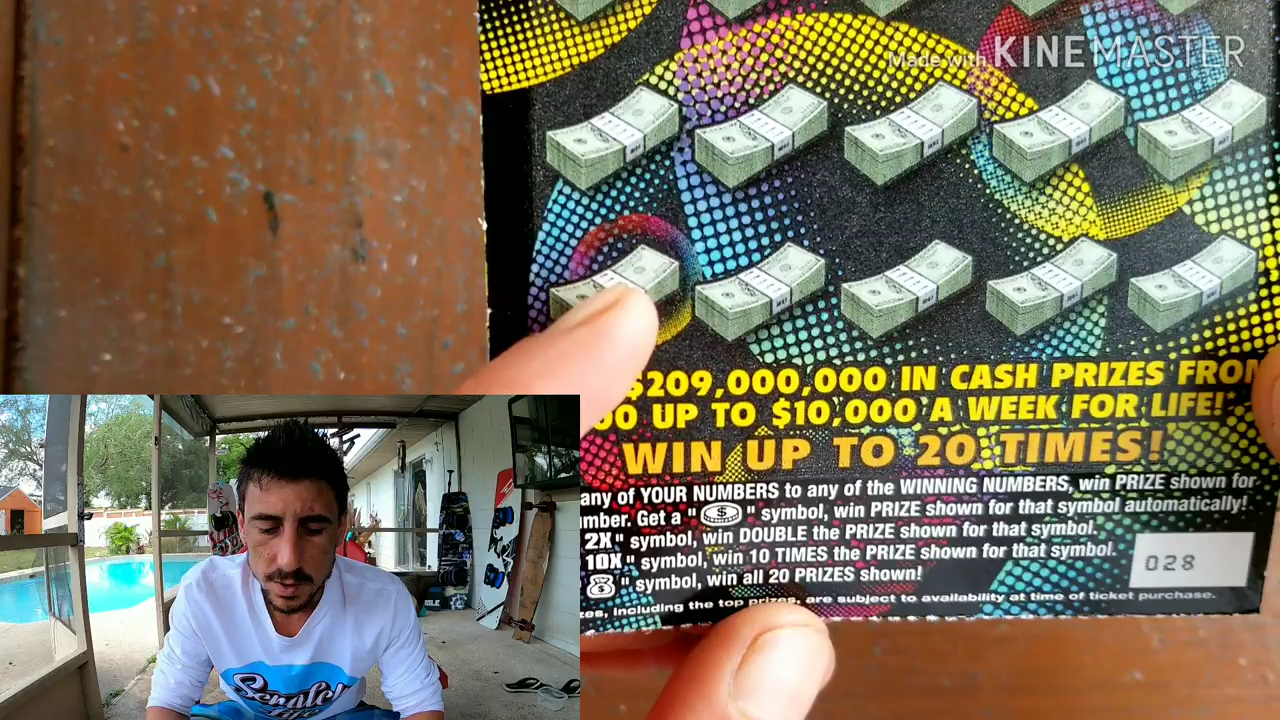 Made with KINEMASTER
$209,000,000 IN CASH PRIZES FROM
00 UP TO $10,000 A WEEK FOR LIFE!
WIN UP TO 20 TIMES!
any of YOUR NUMBERS to any of the WINNING NUMBERS, win PRIZE shown for
mber. Get a " $ " symbol, win PRIZE shown for that symbol automatically!
2X" symbol, win DOUBLE the PRIZE shown for that symbol.
10X" symbol, win 10 TIMES the PRIZE shown for that symbol.
$ " symbol, win all 20 PRIZES shown!
zes, including the top prizes, are subject to availability at time of ticket purchase.
028
Scratch